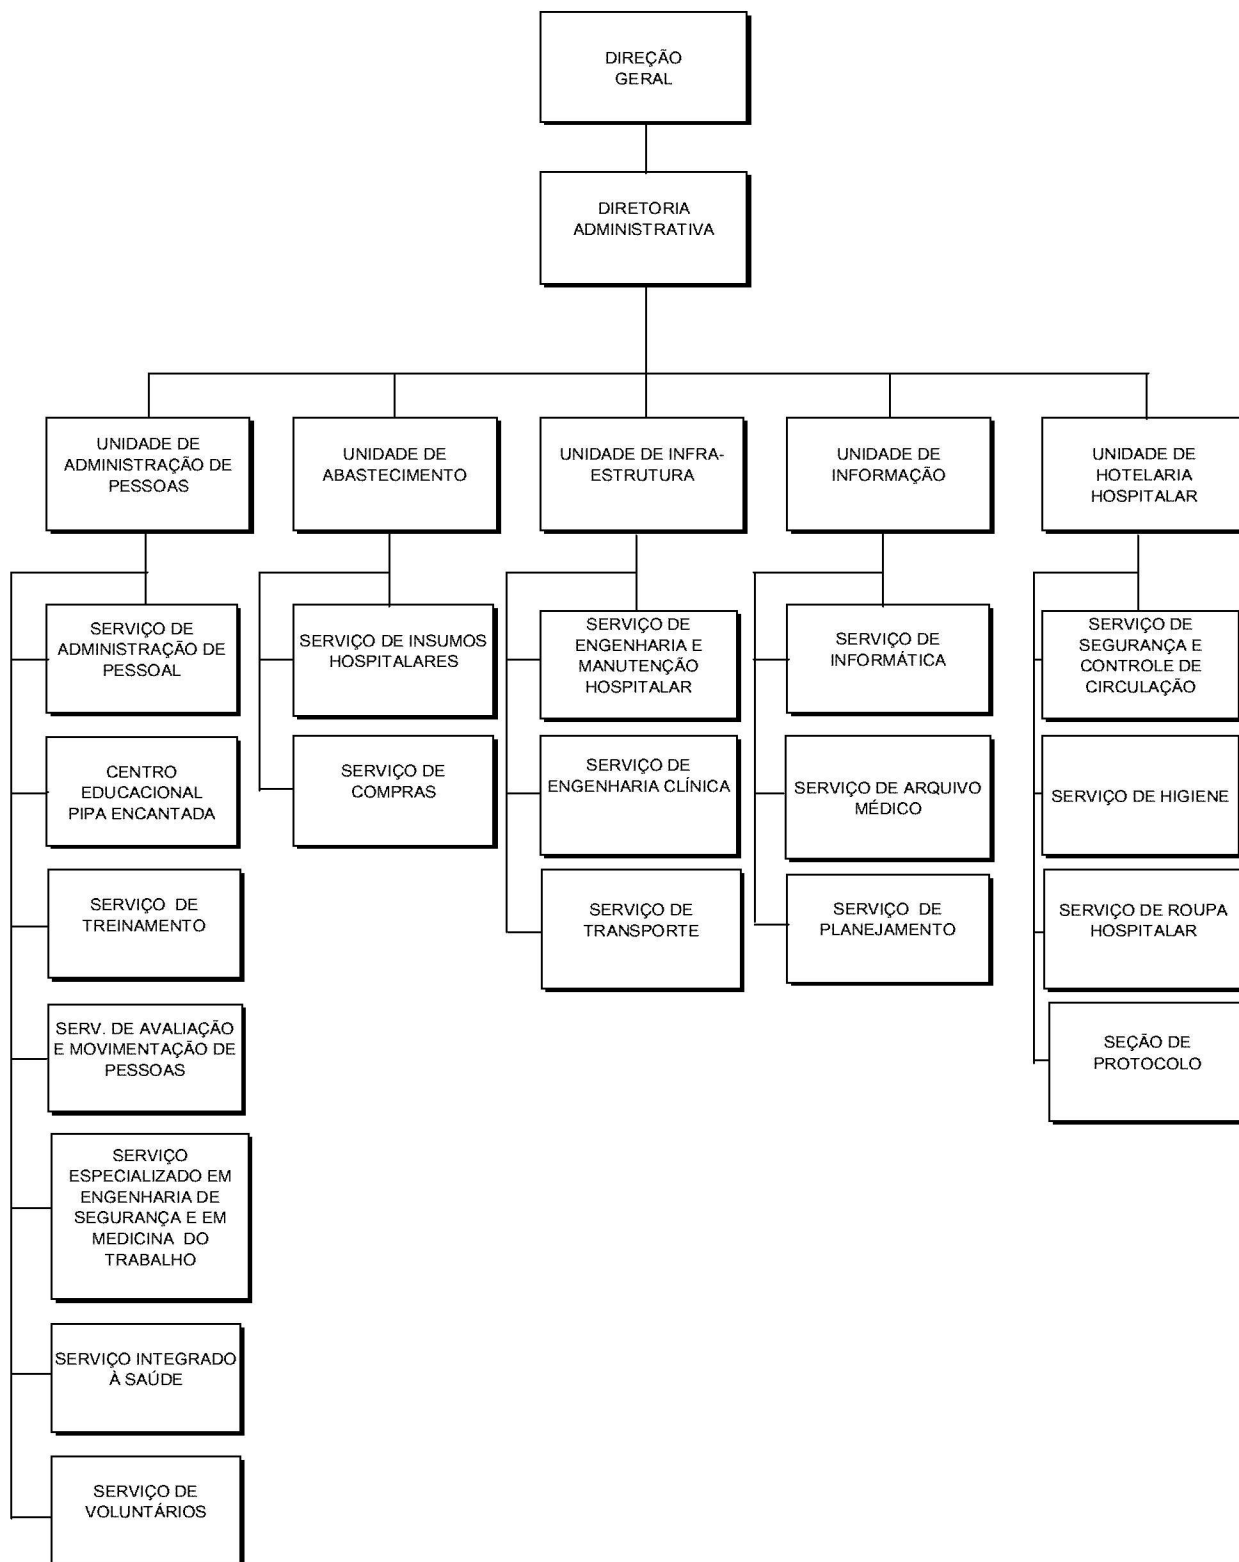 DIREÇÃO
GERAL
DIRETORIA
ADMINISTRATIVA
UNIDADE DE
ADMINISTRAÇÃO DE
PESSOAS
UNIDADE DE
ABASTECIMENTO
UNIDADE DE INFRA-
ESTRUTURA
UNIDADE DE
INFORMAÇÃO
UNIDADE DE
HOTELARIA
HOSPITALAR
SERVIÇO DE
ADMINISTRAÇÃO DE
PESSOAL
CENTRO
EDUCACIONAL
PIPA ENCANTADA
SERVIÇO  DE
TREINAMENTO
SERV. DE AVALIAÇÃO
E MOVIMENTAÇÃO DE
PESSOAS
SERVIÇO
ESPECIALIZADO EM
ENGENHARIA DE
SEGURANÇA E EM
MEDICINA  DO
TRABALHO
SERVIÇO INTEGRADO
À SAÚDE
SERVIÇO DE
VOLUNTÁRIOS
SERVIÇO DE INSUMOS
HOSPITALARES
SERVIÇO DE
COMPRAS
SERVIÇO DE
ENGENHARIA E
MANUTENÇÃO
HOSPITALAR
SERVIÇO DE
ENGENHARIA CLÍNICA
SERVIÇO DE
TRANSPORTE
SERVIÇO DE
INFORMÁTICA
SERVIÇO DE ARQUIVO
MÉDICO
SERVIÇO  DE
PLANEJAMENTO
SERVIÇO DE
SEGURANÇA E
CONTROLE DE
CIRCULAÇÃO
SERVIÇO DE HIGIENE
SERVIÇO DE ROUPA
HOSPITALAR
SEÇÃO DE
PROTOCOLO